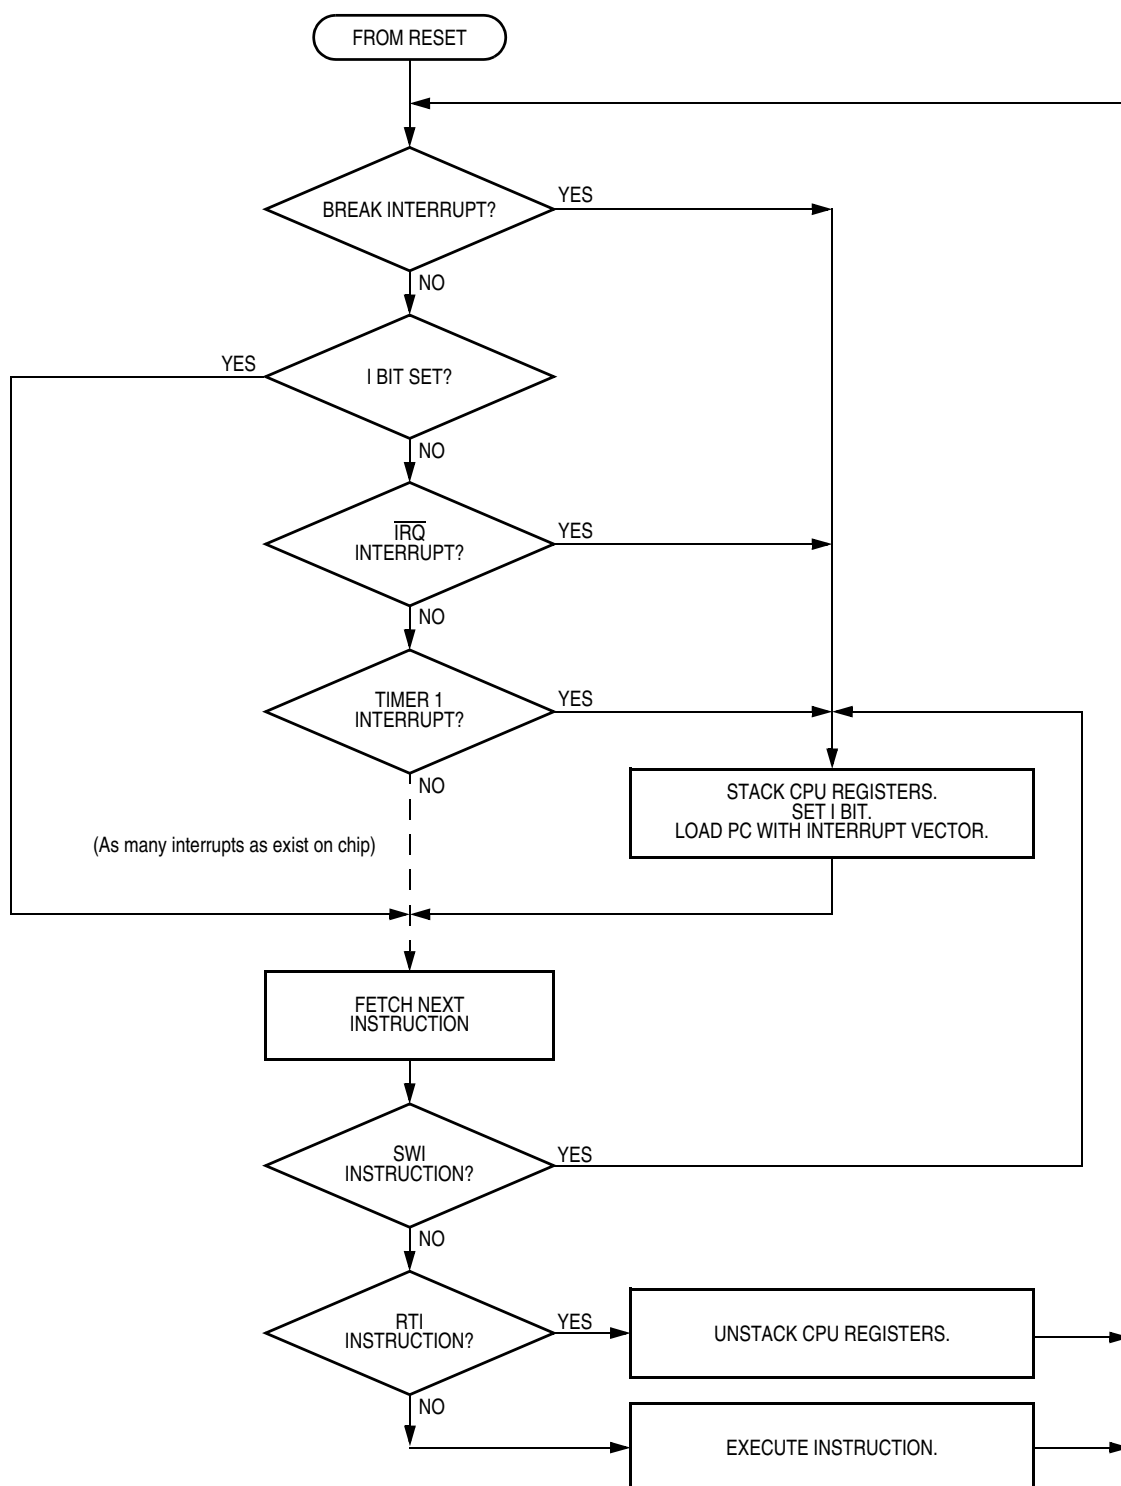 FROM RESET
BREAK INTERRUPT?
YES
NO
YES
I BIT SET?
NO
IRQ
INTERRUPT?
YES
NO
TIMER 1
INTERRUPT?
YES
NO
STACK CPU REGISTERS.
SET I BIT.
LOAD PC WITH INTERRUPT VECTOR.
(As many interrupts as exist on chip)
FETCH NEXT
INSTRUCTION
SWI
INSTRUCTION?
YES
NO
RTI
INSTRUCTION?
YES
UNSTACK CPU REGISTERS.
NO
EXECUTE INSTRUCTION.